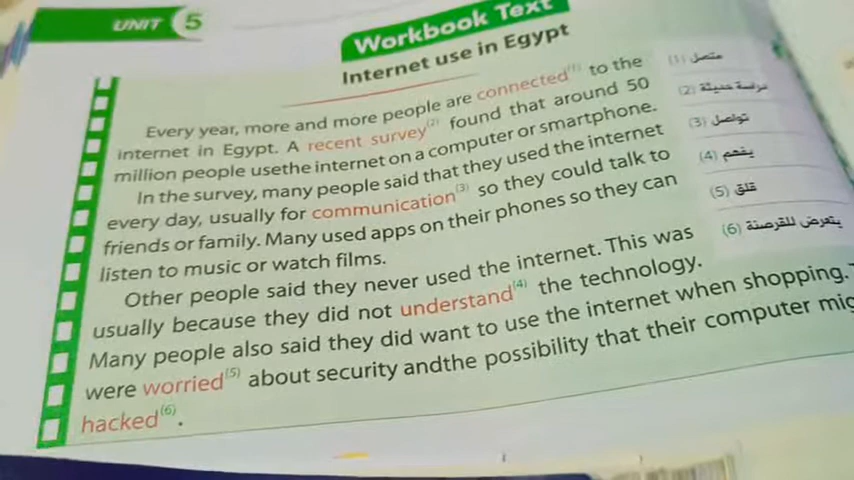 UNIT 5
Workbook Text
Internet use in Egypt
Every year, more and more people are connected(1) to the
internet in Egypt. A recent survey(2) found that around 50
million people usethe internet on a computer or smartphone.
In the survey, many people said that they used the internet
every day, usually for communication(3) so they could talk to
friends or family. Many used apps on their phones so they can
listen to music or watch films.
Other people said they never used the internet. This was
usually because they did not understand(4) the technology.
Many people also said they did want to use the internet when shopping.
were worried(5) about security andthe possibility that their computer
hacked(6).
(1) متصل
(2) دراسة حديثة
(3) تواصل
(4) يفهم
(5) قلق
(6) يتعرض للقرصنة